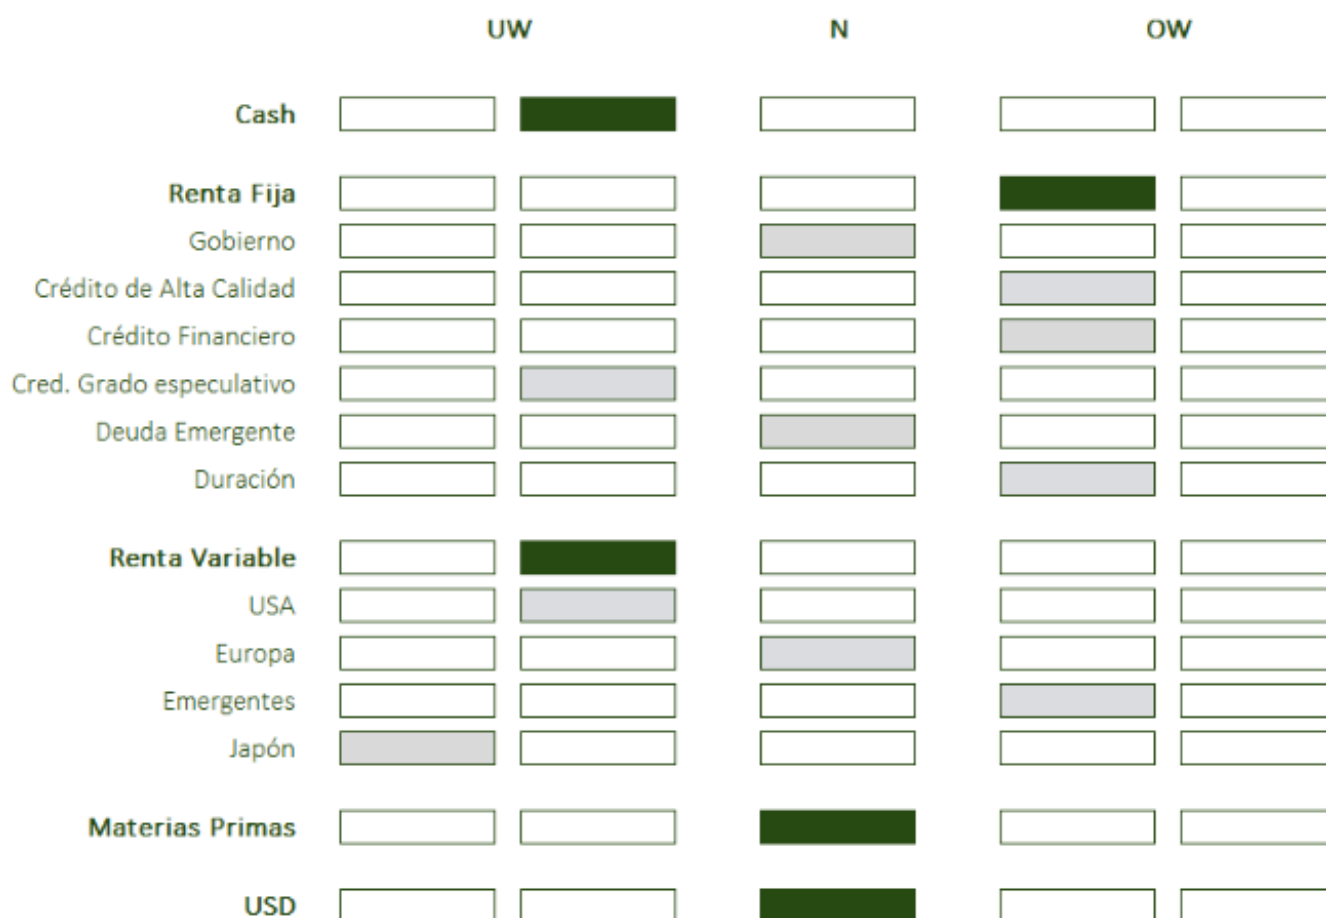 UW N OW
Cash
Renta Fija
Gobierno
Crédito de Alta Calidad
Crédito Financiero
Cred. Grado especulativo
Deuda Emergente
Duración
Renta Variable
USA
Europa
Emergentes
Japón
Materias Primas
USD